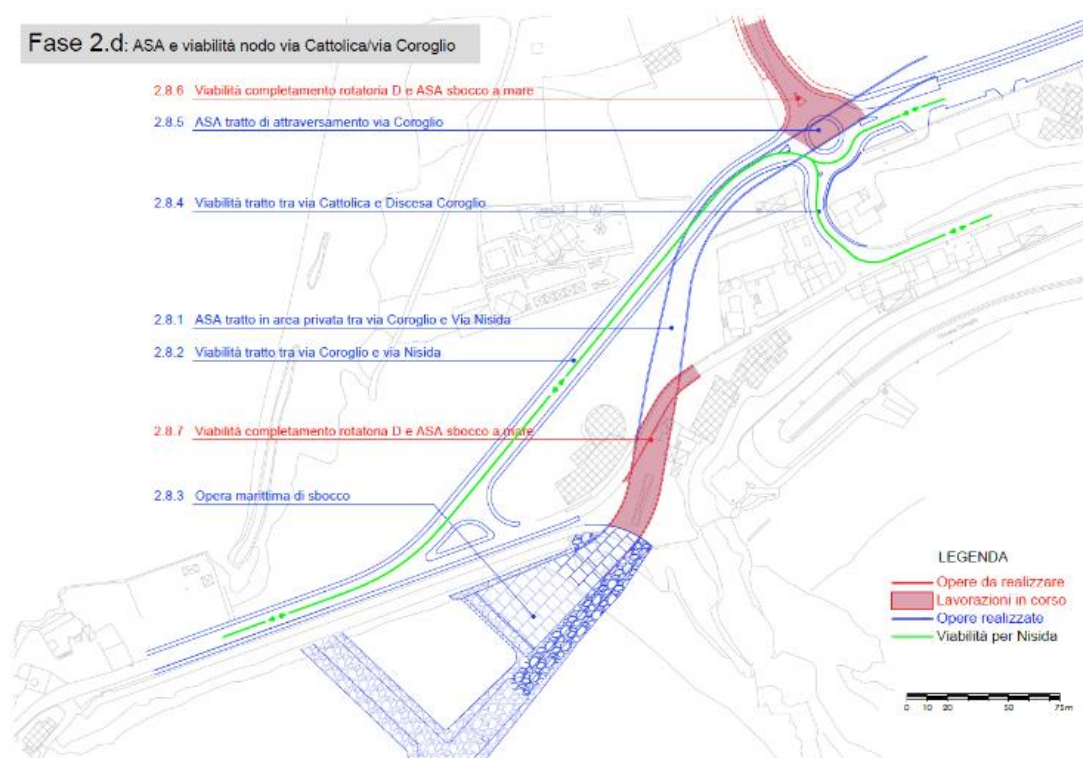 Fase 2.d: ASA e viabilità nodo via Cattolica/via Coroglio
2.8.6 Viabilità completamento rotatoria D e ASA sbocco a mare
2.8.5 ASA tratto di attraversamento via Coroglio
2.8.4 Viabilità tratto tra via Cattolica e Discesa Coroglio
2.8.1 ASA tratto in area privata tra via Coroglio e Via Nisida
2.8.2 Viabilità tratto tra via Coroglio e via Nisida
2.8.7 Viabilità completamento rotatoria D e ASA sbocco a mare
2.8.3 Opera marittima di sbocco
LEGENDA
Opere da realizzare
Lavorazioni in corso
Opere realizzate
Viabilità per Nisida
0 10 20 50 75m